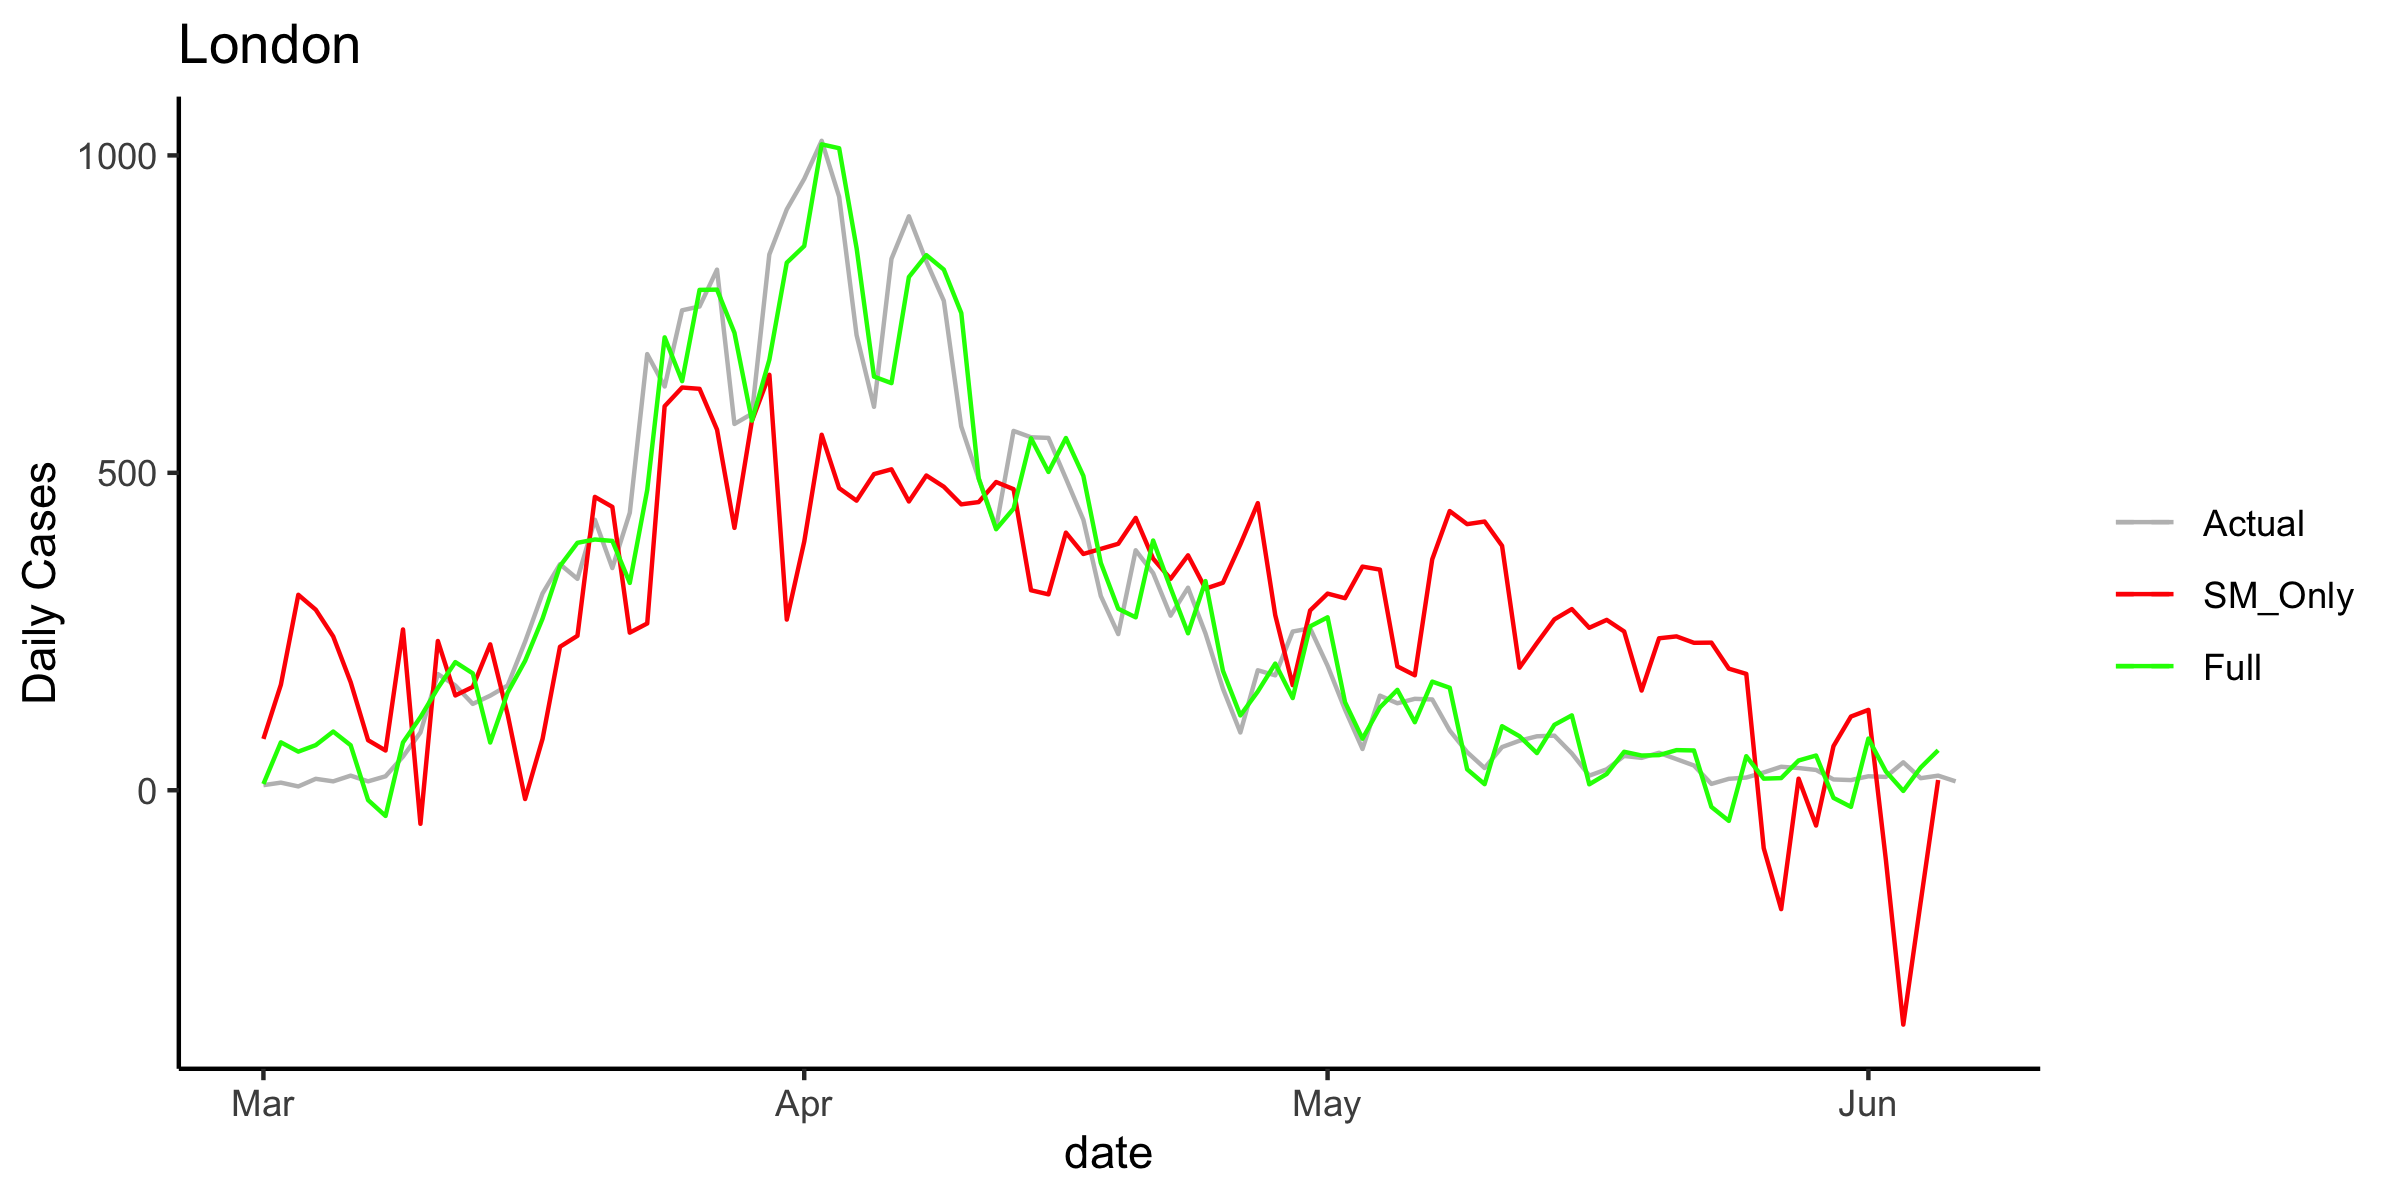 London
Daily Cases
1000
500
0
Mar
Apr
May
Jun
date
Actual
SM_Only
Full